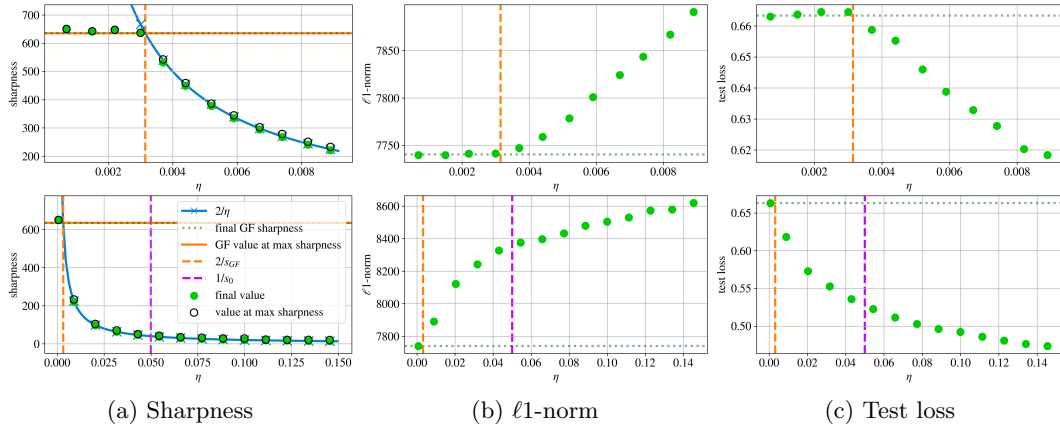 700
600
500
400
300
200
sharpness
0.002
0.004
0.006
0.008
η
7850
7800
7750
ℓ1-norm
0.002
0.004
0.006
0.008
η
0.66
0.65
0.64
0.63
0.62
test loss
0.002
0.004
0.006
0.008
η
600
400
200
0
sharpness
0.000
0.025
0.050
0.075
0.100
0.125
0.150
η
2/η
final GF sharpness
GF value at max sharpness
2/s_GF
1/s_0
final value
value at max sharpness
8600
8400
8200
8000
7800
ℓ1-norm
0.00
0.02
0.04
0.06
0.08
0.10
0.12
0.14
η
0.65
0.60
0.55
0.50
test loss
0.00
0.02
0.04
0.06
0.08
0.10
0.12
0.14
η
(a) Sharpness
(b) ℓ1-norm
(c) Test loss